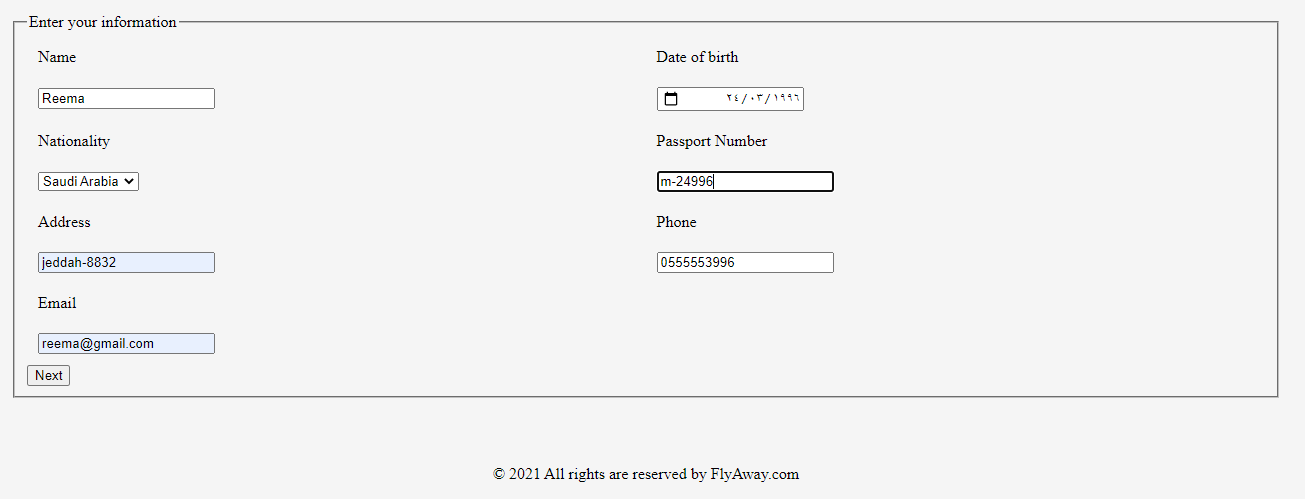 Enter your information
Name
Date of birth
Reema
٢٤/٠٣/١٩٩٦
Nationality
Passport Number
Saudi Arabia
m-24996
Address
Phone
jeddah-8832
0555553996
Email
reema@gmail.com
Next
© 2021 All rights are reserved by FlyAway.com